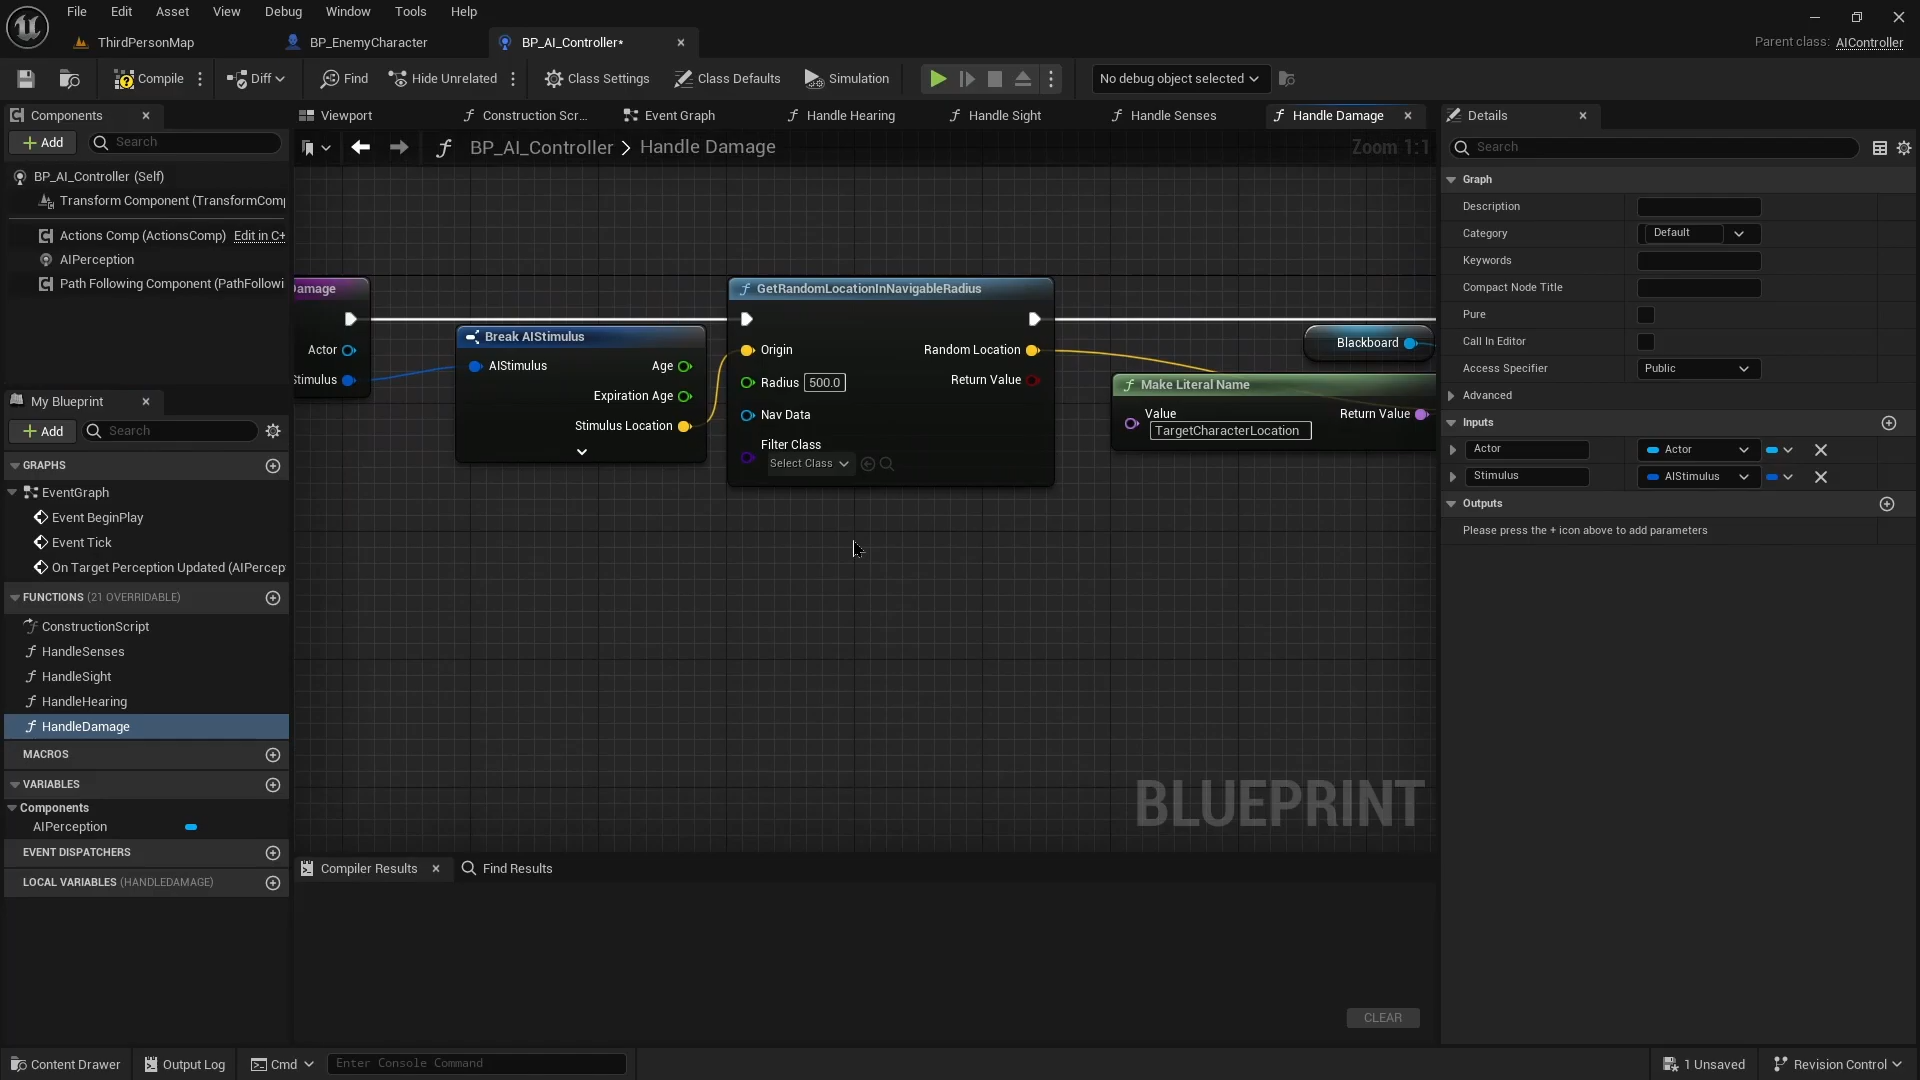 File Edit Asset View Debug Window Tools Help
ThirdPersonMap
BP_EnemyCharacter
BP_AI_Controller*
Parent class: AIController
Compile
Diff
Find
Hide Unrelated
Class Settings
Class Defaults
Simulation
No debug object selected
Components
Add
Search
BP_AI_Controller (Self)
Transform Component (TransformComp
Actions Comp (ActionsComp) Edit in C+
AIPerception
Path Following Component (PathFollowi
My Blueprint
Add
Search
GRAPHS
EventGraph
Event BeginPlay
Event Tick
On Target Perception Updated (AIPercep
FUNCTIONS (21 OVERRIDABLE)
ConstructionScript
HandleSenses
HandleSight
HandleHearing
HandleDamage
MACROS
VARIABLES
Components
AIPerception
EVENT DISPATCHERS
LOCAL VARIABLES (HANDLEDAMAGE)
Viewport
Construction Scr...
Event Graph
Handle Hearing
Handle Sight
Handle Senses
Handle Damage
BP_AI_Controller > Handle Damage
Zoom 1:1
Damage
Actor
Stimulus
Break AIStimulus
AIStimulus
Age
Expiration Age
Stimulus Location
GetRandomLocationInNavigableRadius
Origin
Random Location
Radius 500.0
Return Value
Nav Data
Filter Class
Select Class
Blackboard
Make Literal Name
Value
Return Value
TargetCharacterLocation
BLUEPRINT
Compiler Results
Find Results
CLEAR
Details
Search
Graph
Description
Category
Default
Keywords
Compact Node Title
Pure
Call In Editor
Access Specifier
Public
Advanced
Inputs
Actor
Actor
Stimulus
AIStimulus
Outputs
Please press the + icon above to add parameters
Content Drawer
Output Log
Cmd
Enter Console Command
1 Unsaved
Revision Control